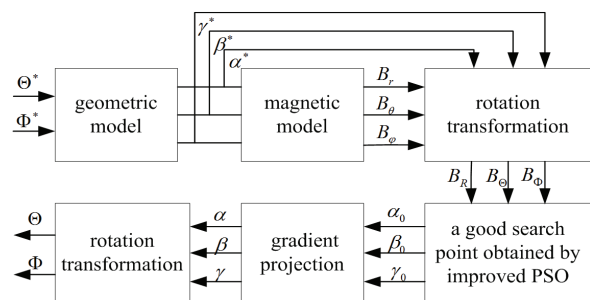 γ*
β*
α*
Θ*
Φ*
geometric
model
magnetic
model
B_r
B_θ
B_φ
rotation
transformation
B_R
B_Θ
B_Φ
Θ
Φ
rotation
transformation
α
β
γ
gradient
projection
α_0
β_0
γ_0
a good search
point obtained by
improved PSO